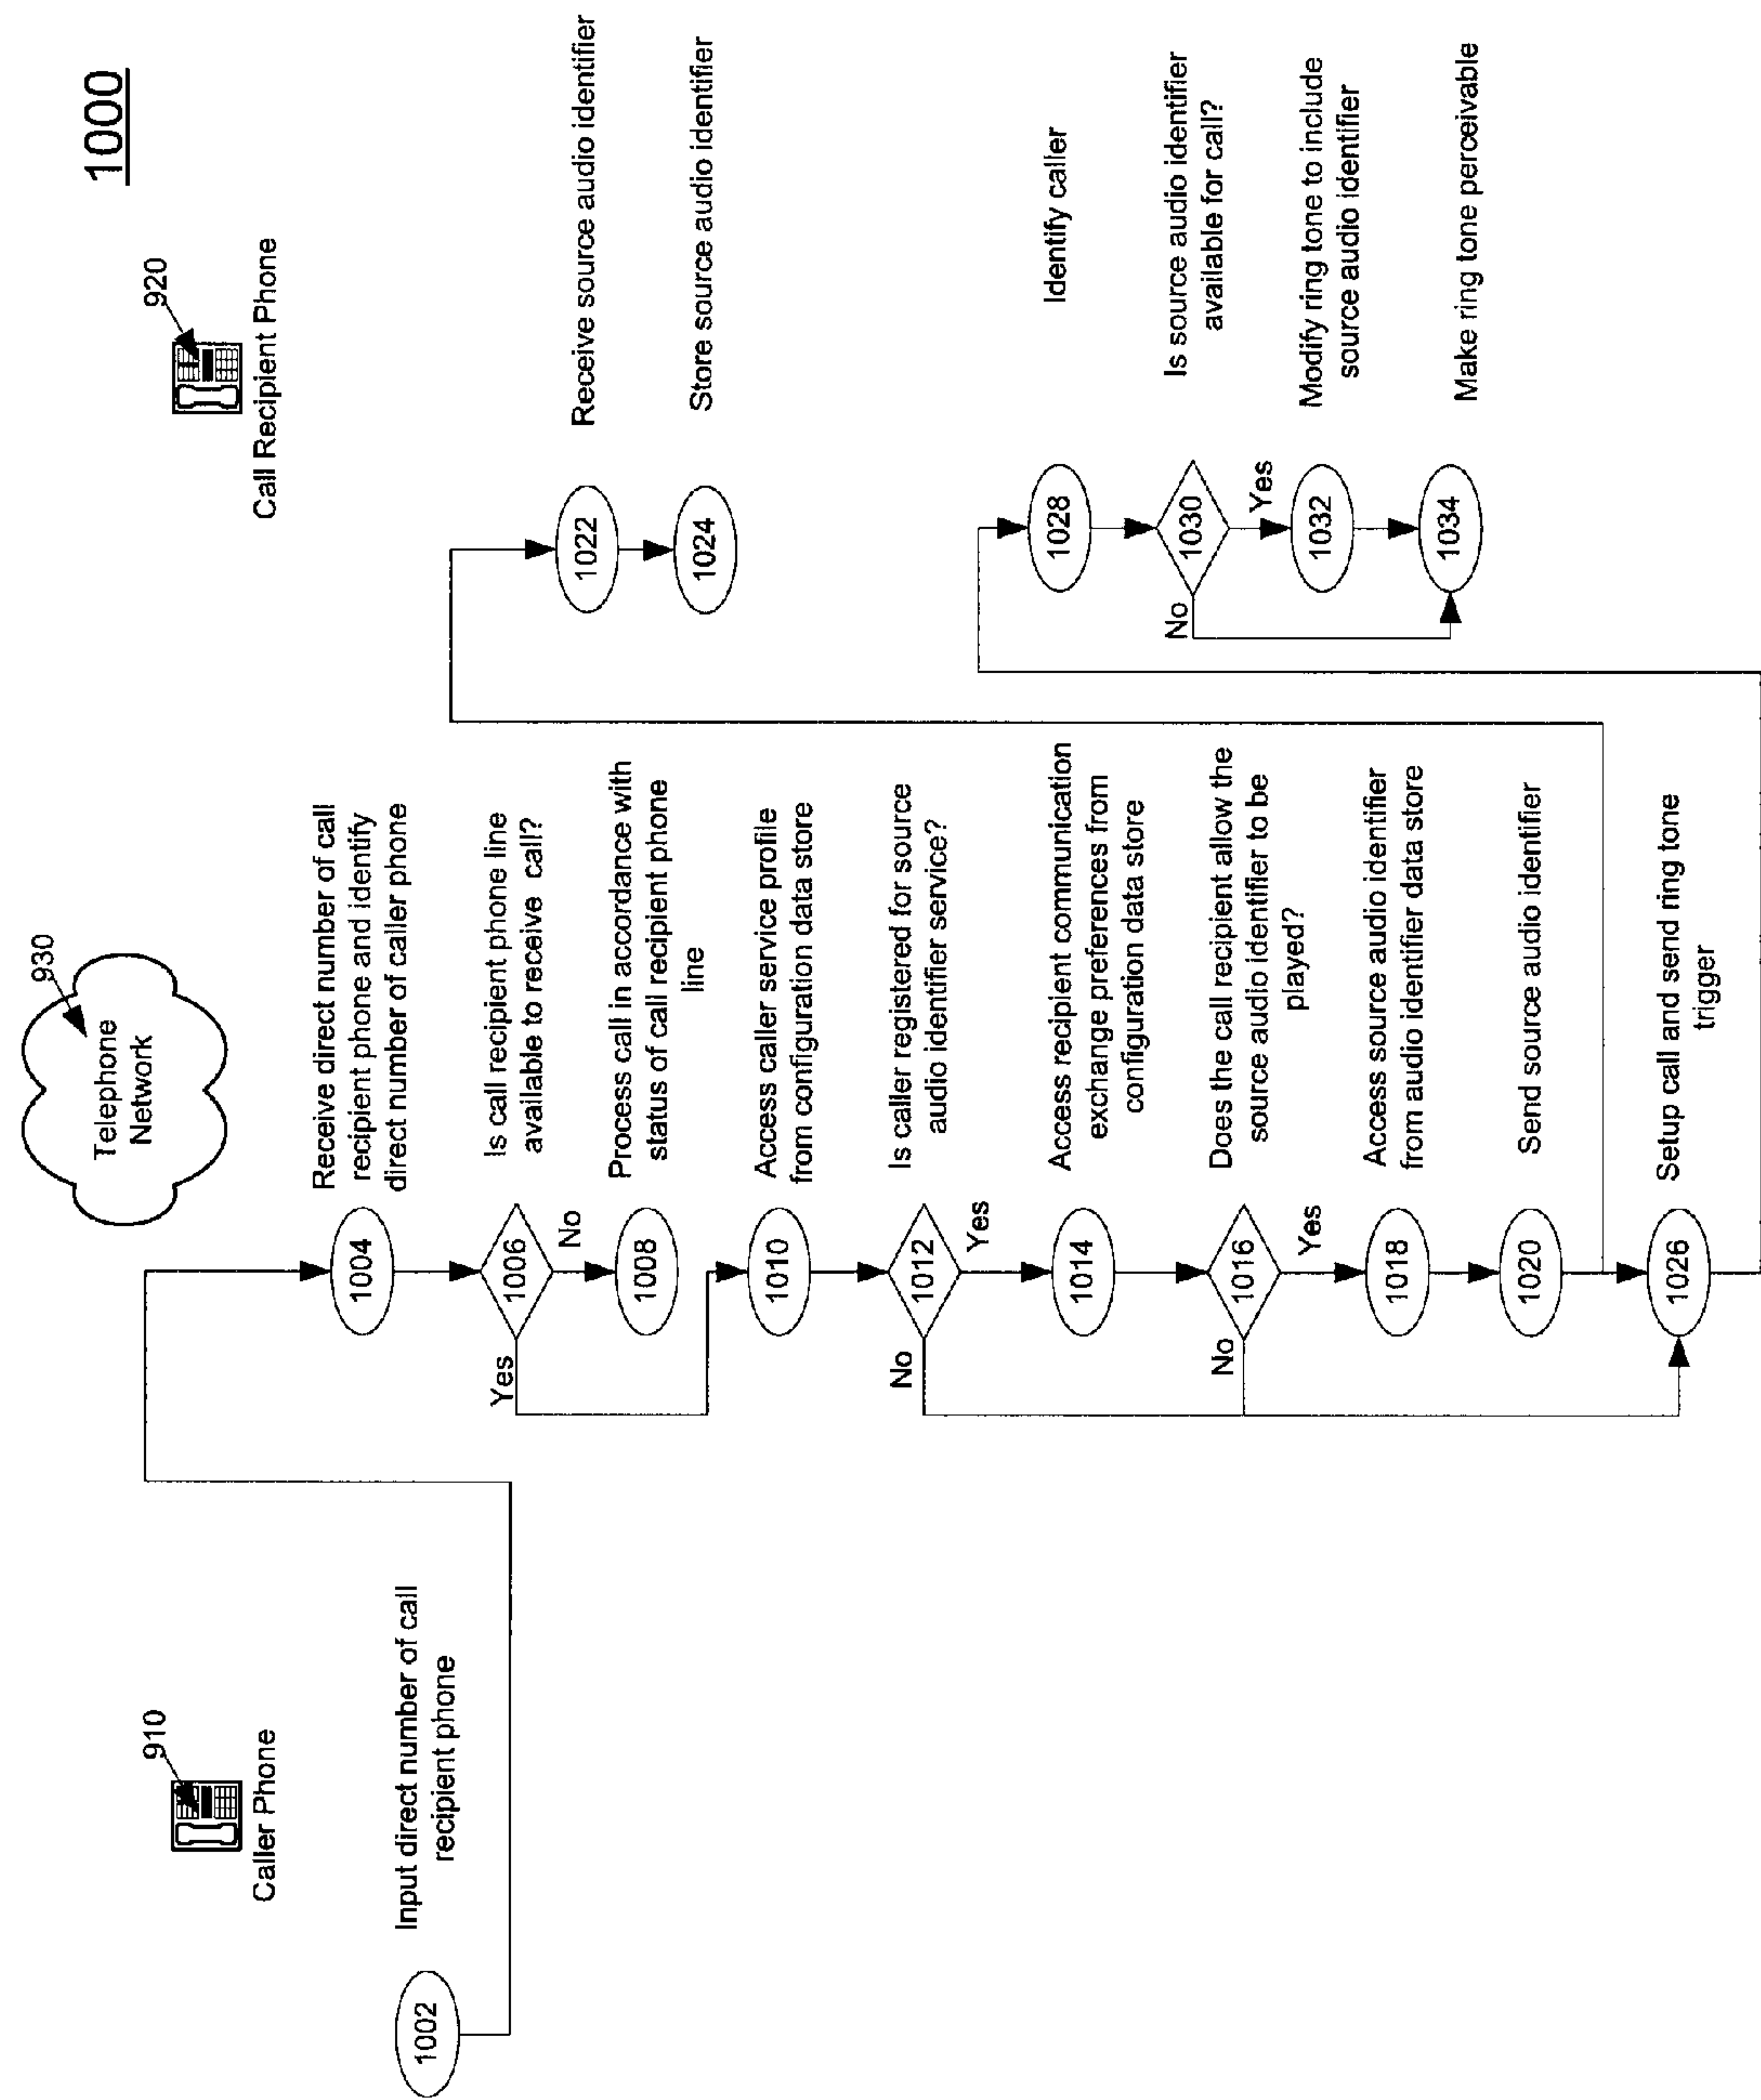 1000
910
Caller Phone
930
Telephone
Network
920
Call Recipient Phone
1002
Input direct number of call
recipient phone
1004
Receive direct number of call
recipient phone and identify
direct number of caller phone
1006
Is call recipient phone line
available to receive call?
Yes
No
1008
Process call in accordance with
status of call recipient phone
line
1010
Access caller service profile
from configuration data store
1012
Is caller registered for source
audio identifier service?
No
Yes
1014
Access recipient communication
exchange preferences from
configuration data store
1016
Does the call recipient allow the
source audio identifier to be
played?
No
Yes
1018
Access source audio identifier
from audio identifier data store
1020
Send source audio identifier
1026
Setup call and send ring tone
trigger
1022
Receive source audio identifier
1024
Store source audio identifier
1028
Identify caller
1030
Is source audio identifier
available for call?
No
Yes
1032
Modify ring tone to include
source audio identifier
1034
Make ring tone perceivable